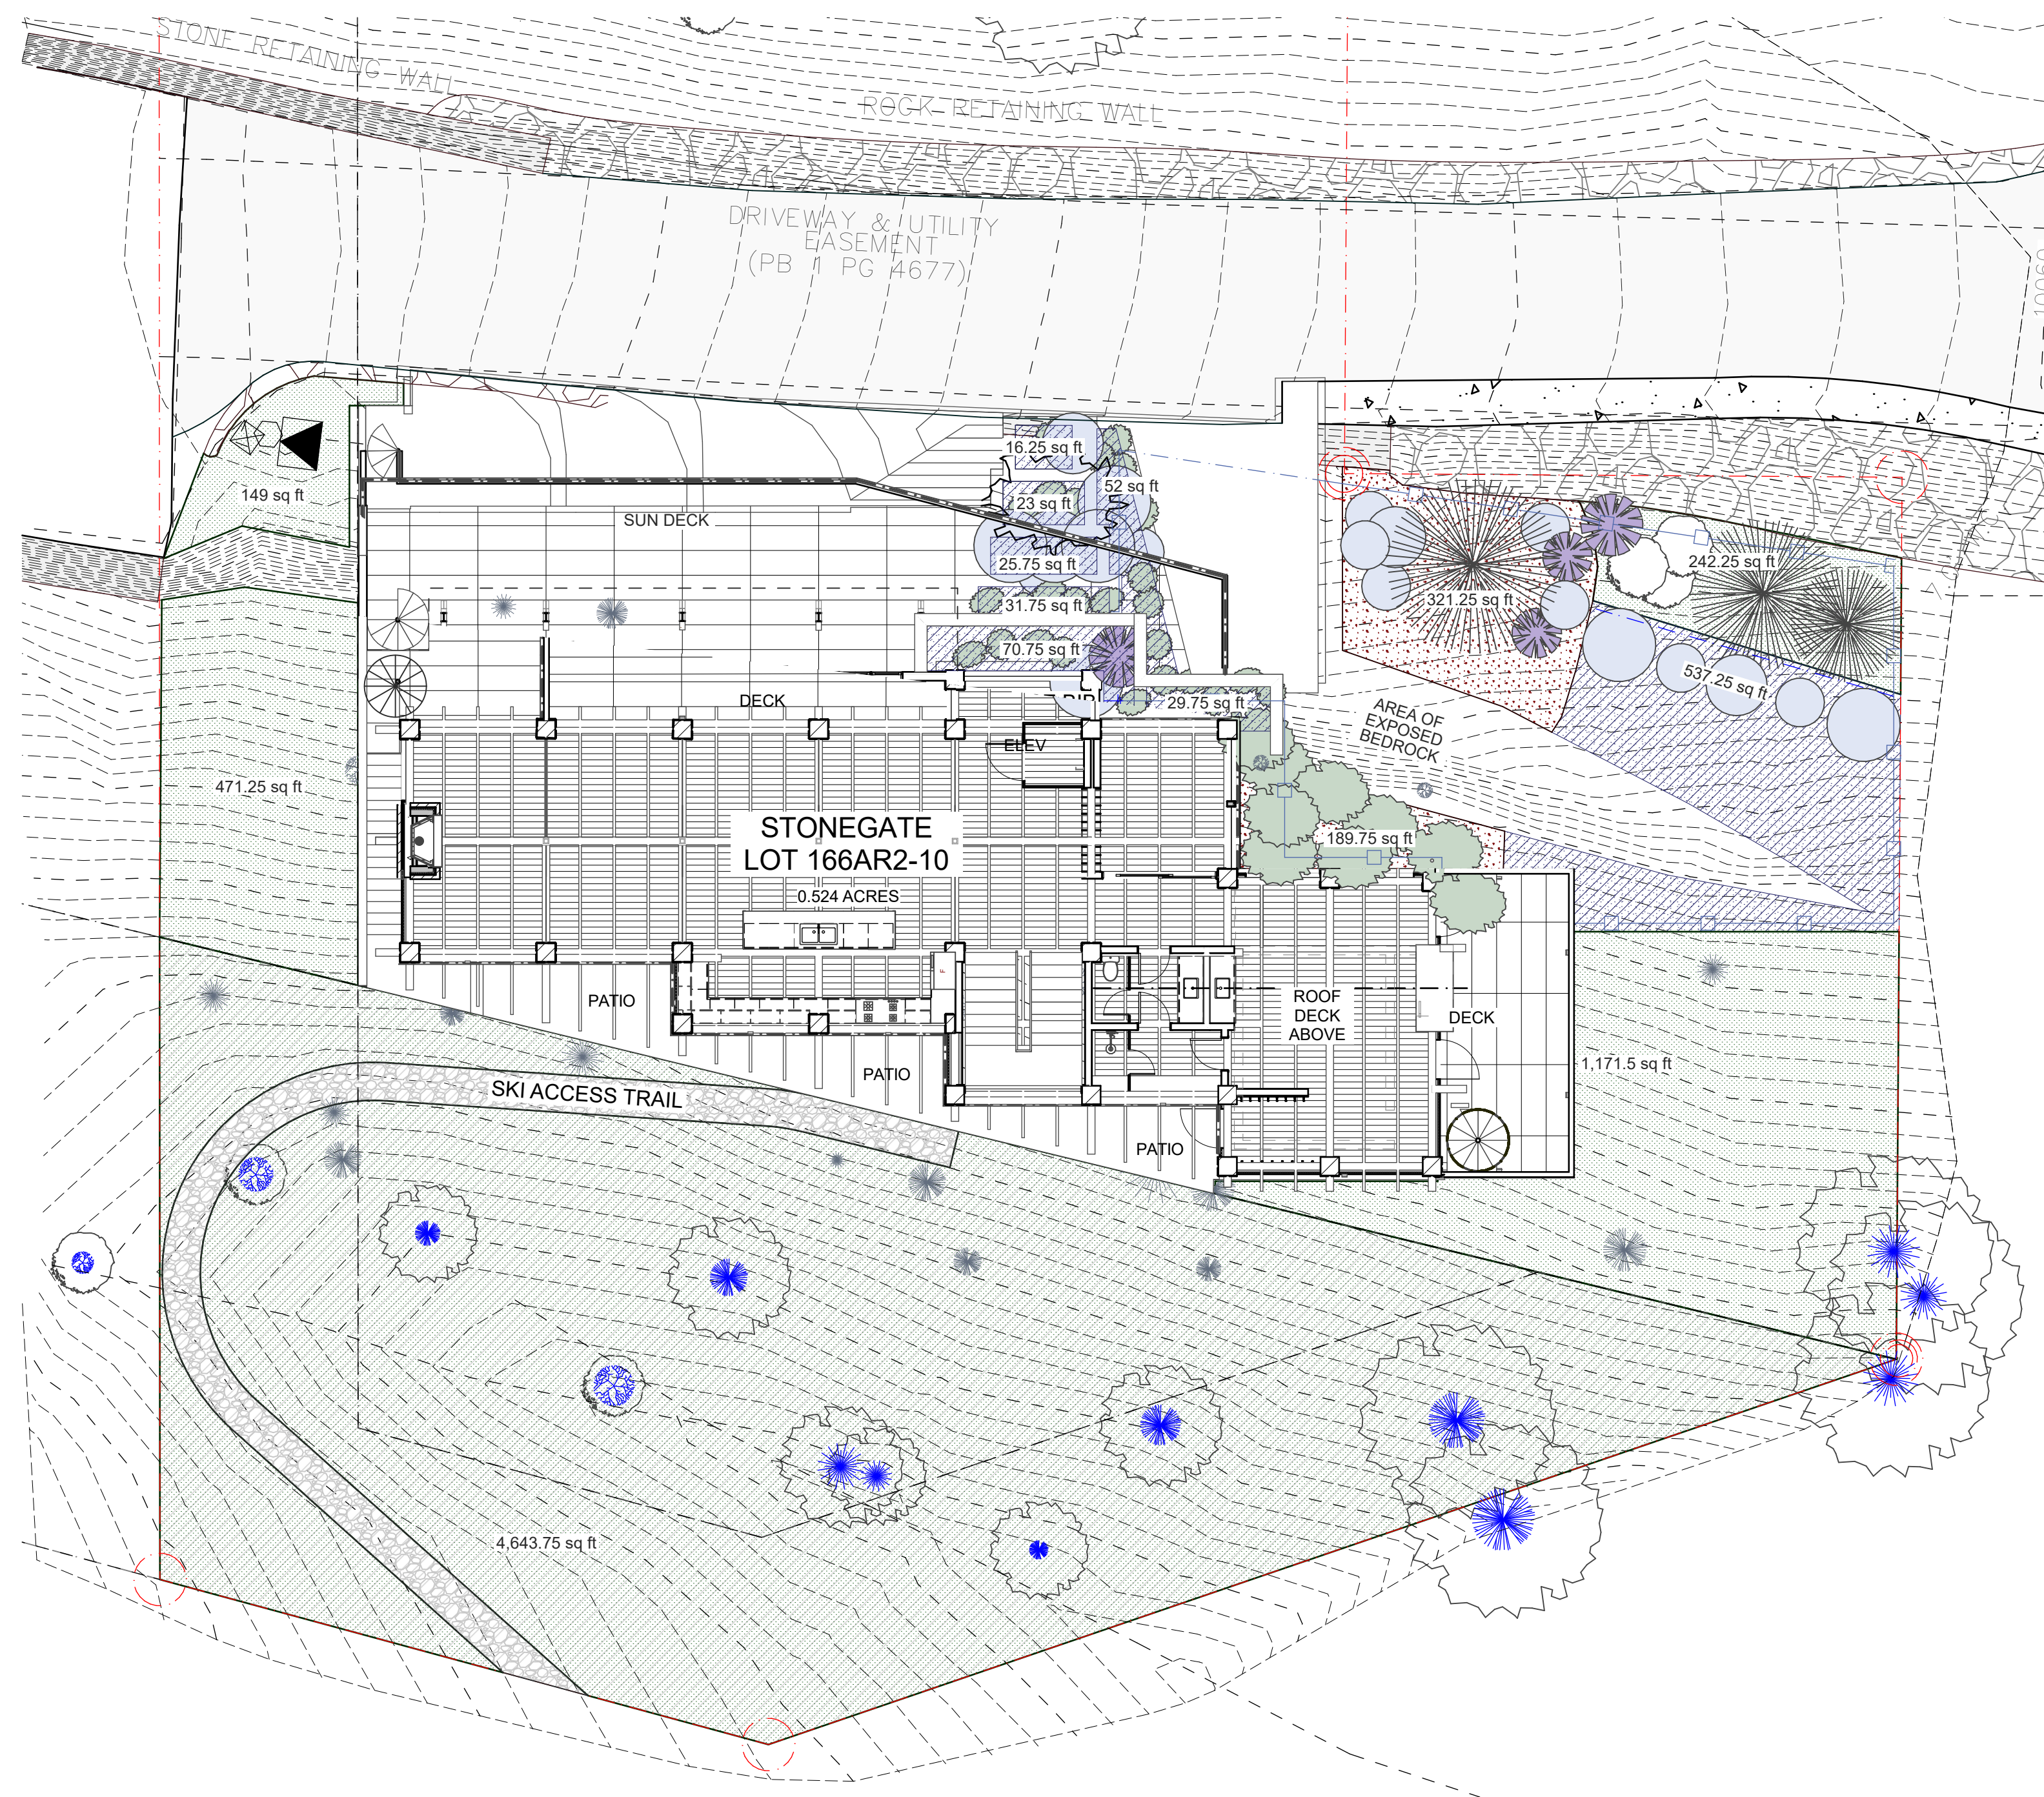 STONE RETAINING WALL
ROCK RETAINING WALL
DRIVEWAY & UTILITY
EASEMENT
(PB 1 PG 4677)
16.25 sq ft
52 sq ft
149 sq ft
23 sq ft
SUN DECK
25.75 sq ft
242.25 sq ft
321.25 sq ft
31.75 sq ft
70.75 sq ft
537.25 sq ft
DECK
29.75 sq ft
AREA OF
EXPOSED
BEDROCK
ELEV
471.25 sq ft
STONEGATE
LOT 166AR2-10
0.524 ACRES
189.75 sq ft
F
PATIO
ROOF
DECK
ABOVE
DECK
PATIO
1,171.5 sq ft
SKI ACCESS TRAIL
PATIO
4,643.75 sq ft